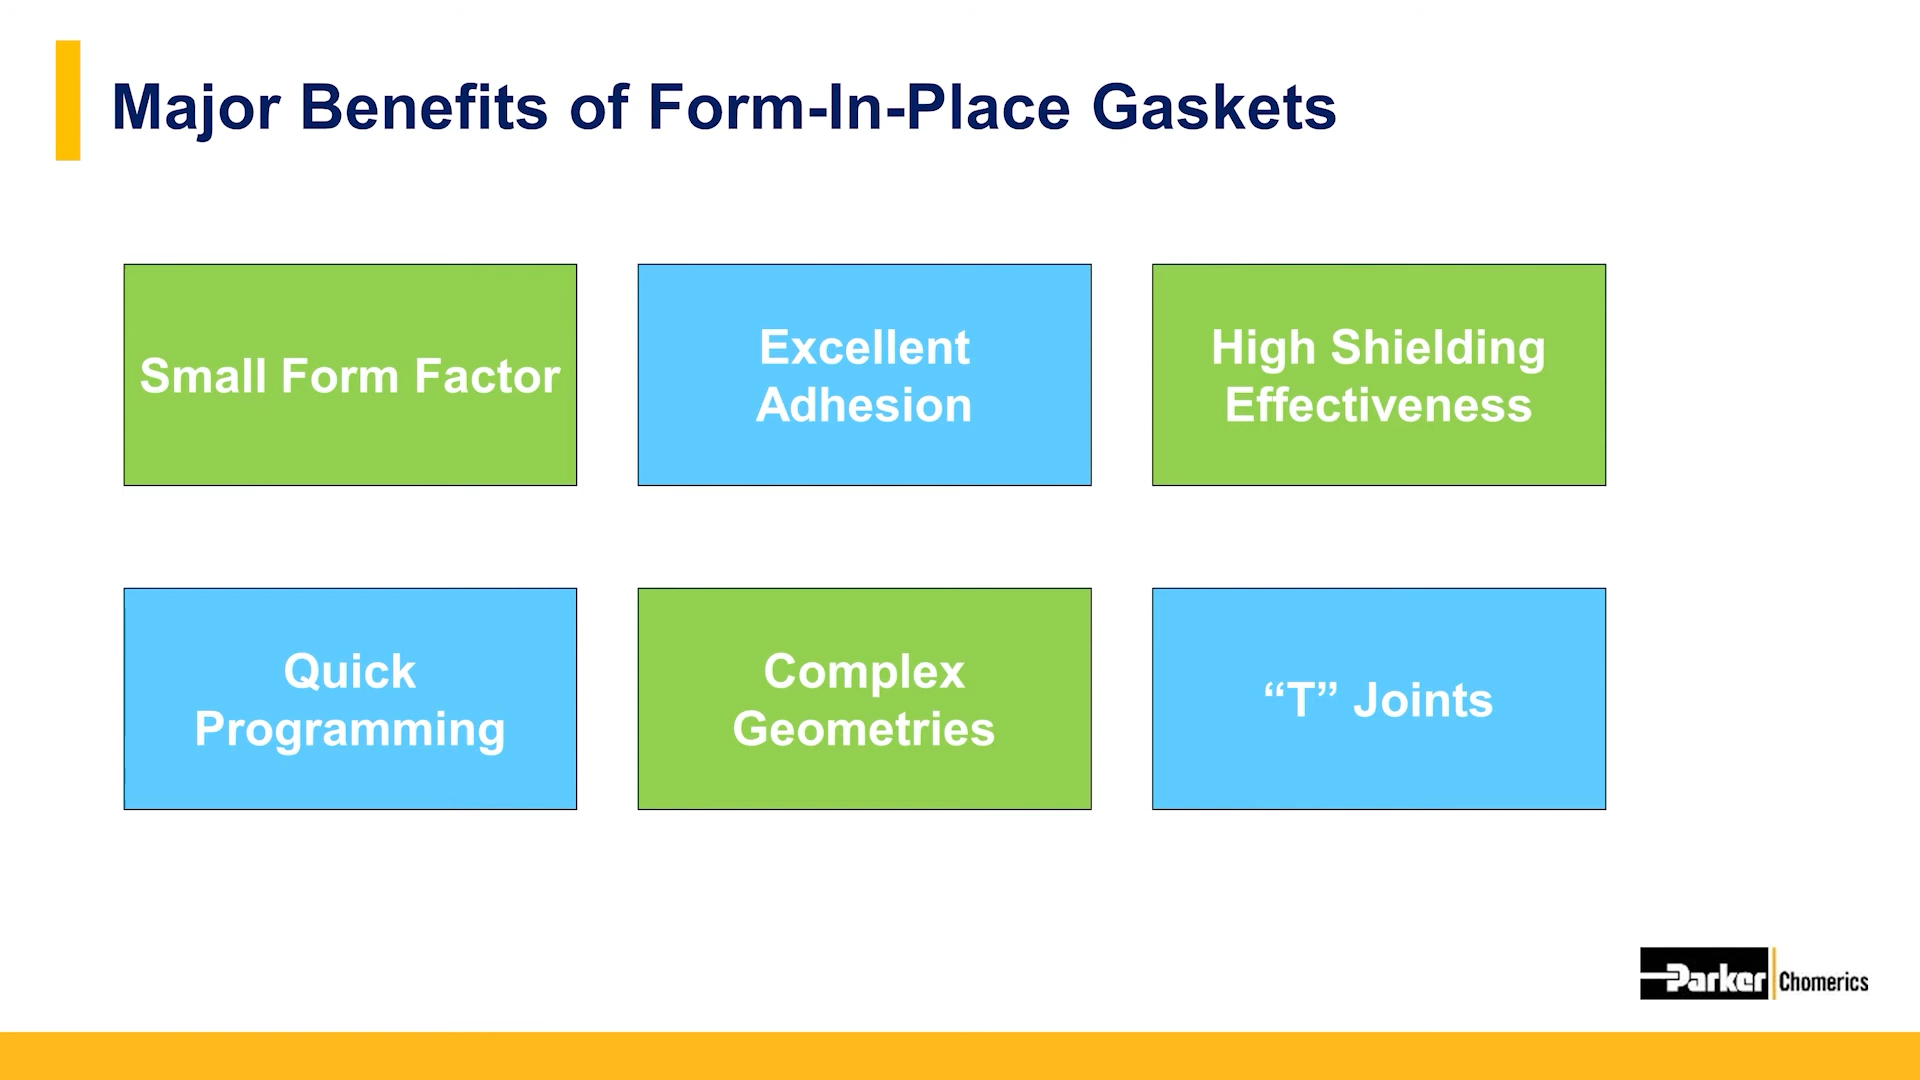 Major Benefits of Form-In-Place Gaskets
Small Form Factor
Excellent
Adhesion
High Shielding
Effectiveness
Quick
Programming
Complex
Geometries
“T” Joints
Parker Chomerics